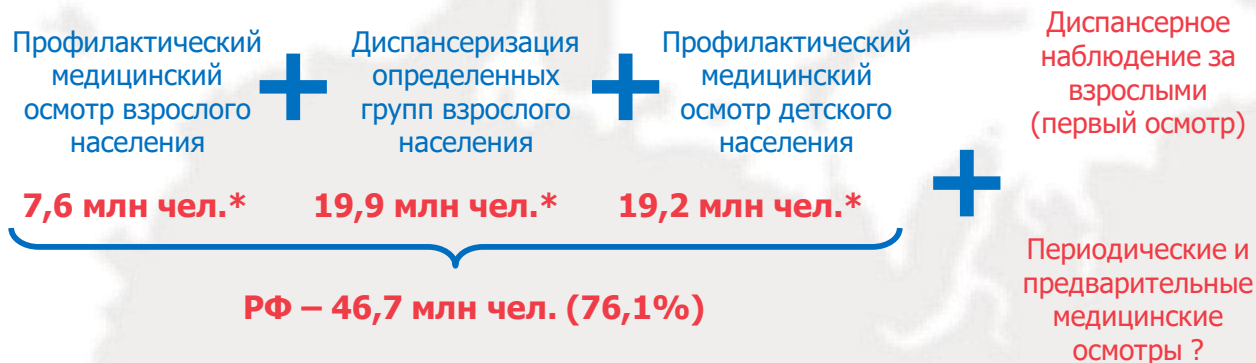 Профилактический
медицинский
осмотр взрослого
населения
+
Диспансеризация
определенных
групп взрослого
населения
+
Профилактический
медицинский
осмотр детского
населения
7,6 млн чел.*
19,9 млн чел.*
19,2 млн чел.*
РФ – 46,7 млн чел. (76,1%)
+
Диспансерное
наблюдение за
взрослыми
(первый осмотр)
Периодические и
предварительные
медицинские
осмотры ?